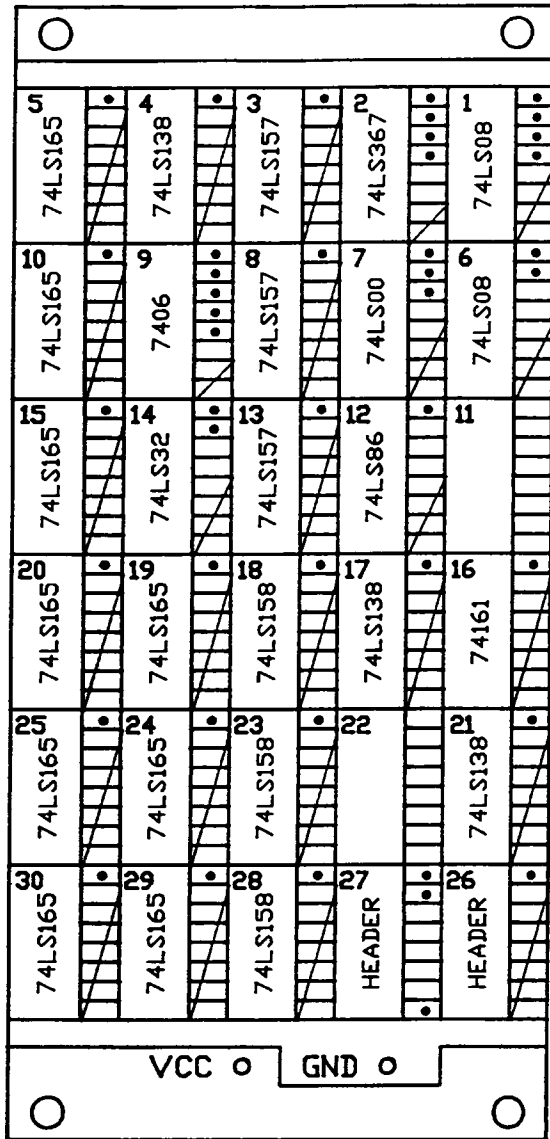 5 74LS165 4 74LS138 3 74LS157 2 74LS367 1 74LS08
10 74LS165 9 7406 8 74LS157 7 74LS00 6 74LS08
15 74LS165 14 74LS32 13 74LS157 12 74LS86 11
20 74LS165 19 74LS165 18 74LS158 17 74LS138 16 74161
25 74LS165 24 74LS165 23 74LS158 22 21 74LS138
30 74LS165 29 74LS165 28 74LS158 27 HEADER 26 HEADER
VCC GND